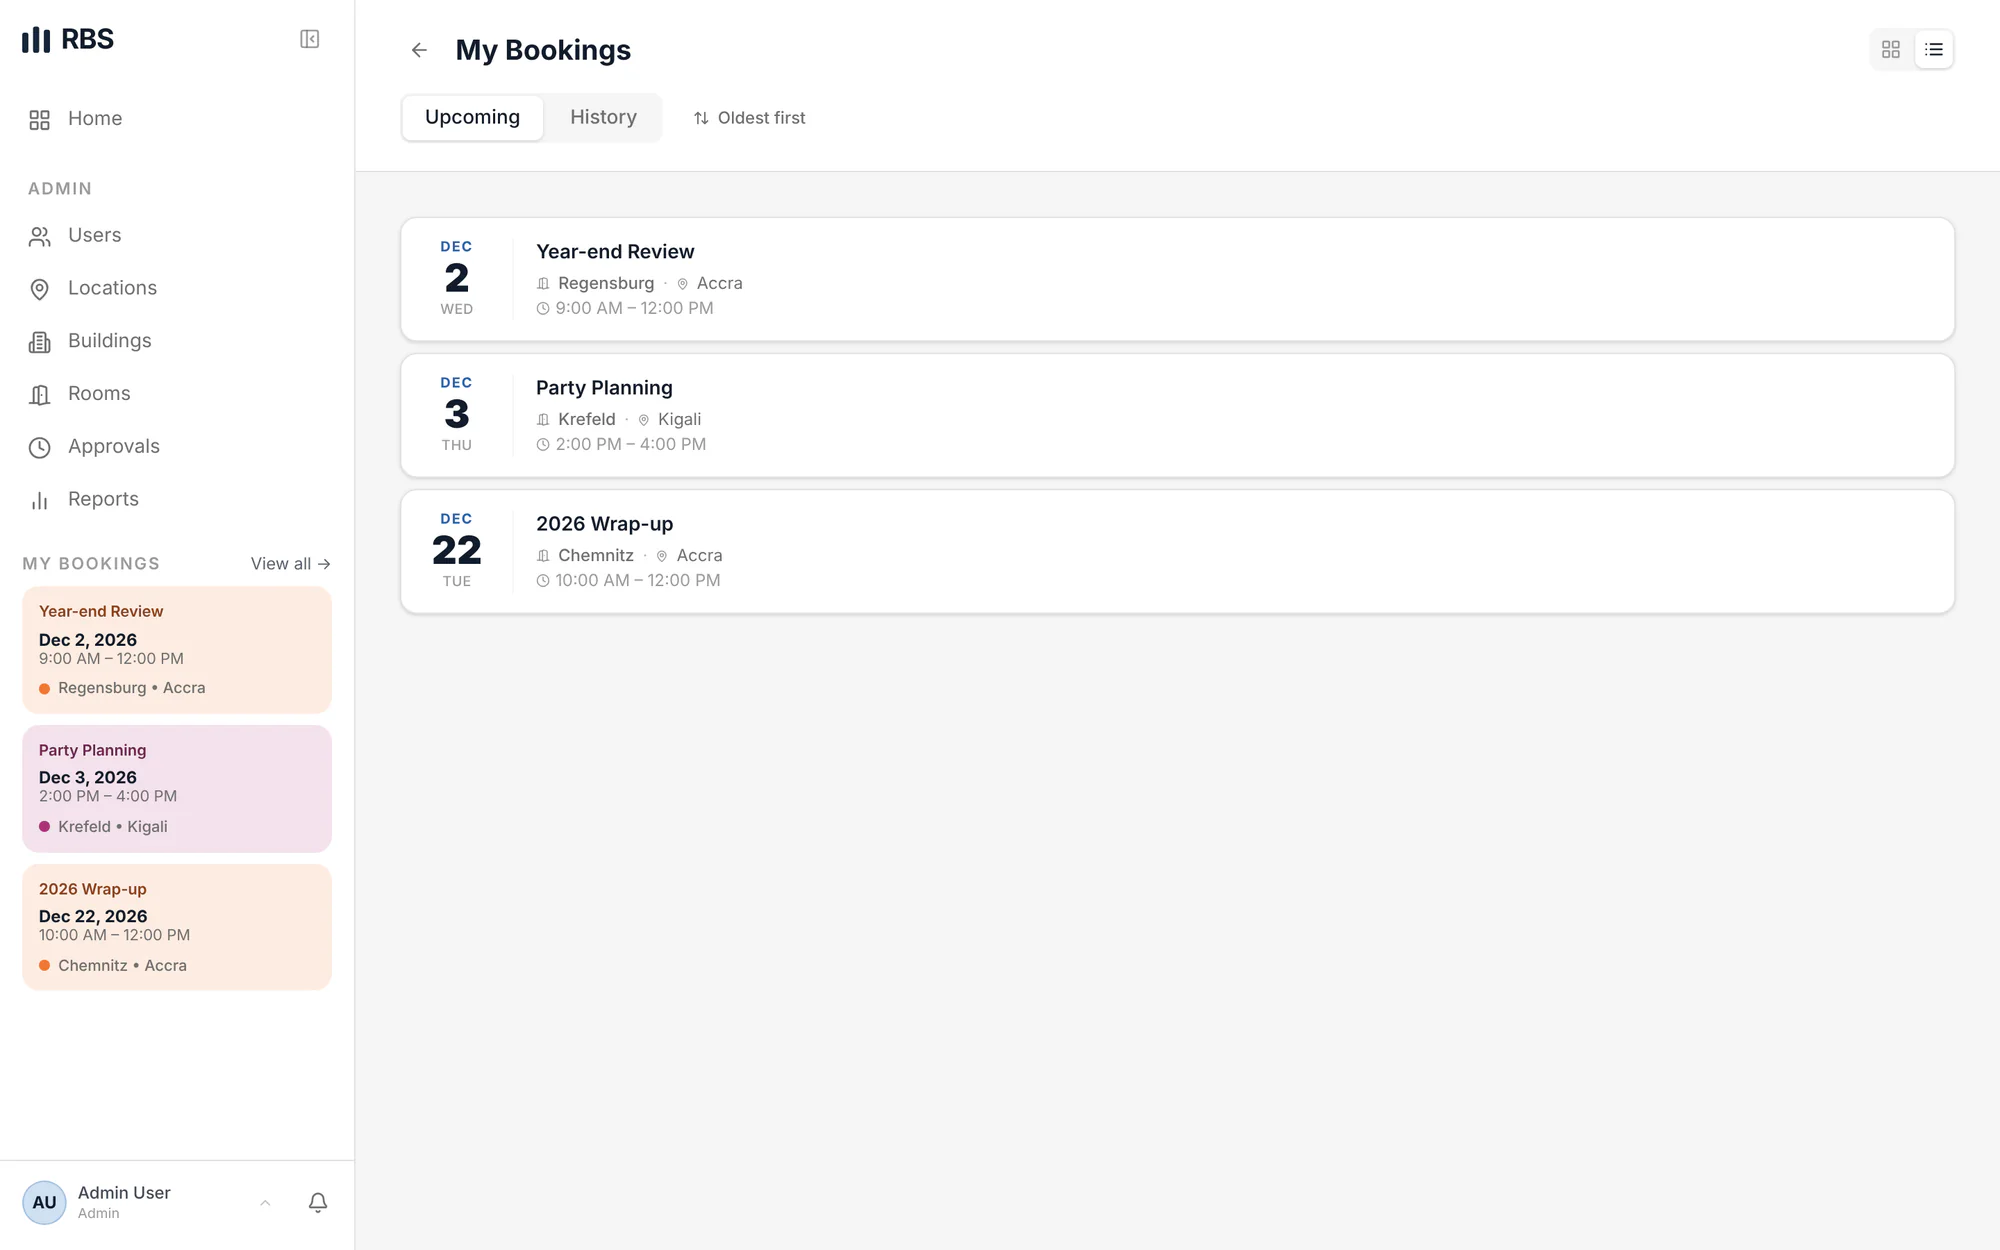 RBS
Home
ADMIN
Users
Locations
Buildings
Rooms
Approvals
Reports
MY BOOKINGS
View all →
Year-end Review
Dec 2, 2026
9:00 AM – 12:00 PM
Regensburg • Accra
Party Planning
Dec 3, 2026
2:00 PM – 4:00 PM
Krefeld • Kigali
2026 Wrap-up
Dec 22, 2026
10:00 AM – 12:00 PM
Chemnitz • Accra
AU
Admin User
Admin
My Bookings
Upcoming
History
Oldest first
DEC
2
WED
Year-end Review
Regensburg · Accra
9:00 AM – 12:00 PM
DEC
3
THU
Party Planning
Krefeld · Kigali
2:00 PM – 4:00 PM
DEC
22
TUE
2026 Wrap-up
Chemnitz · Accra
10:00 AM – 12:00 PM